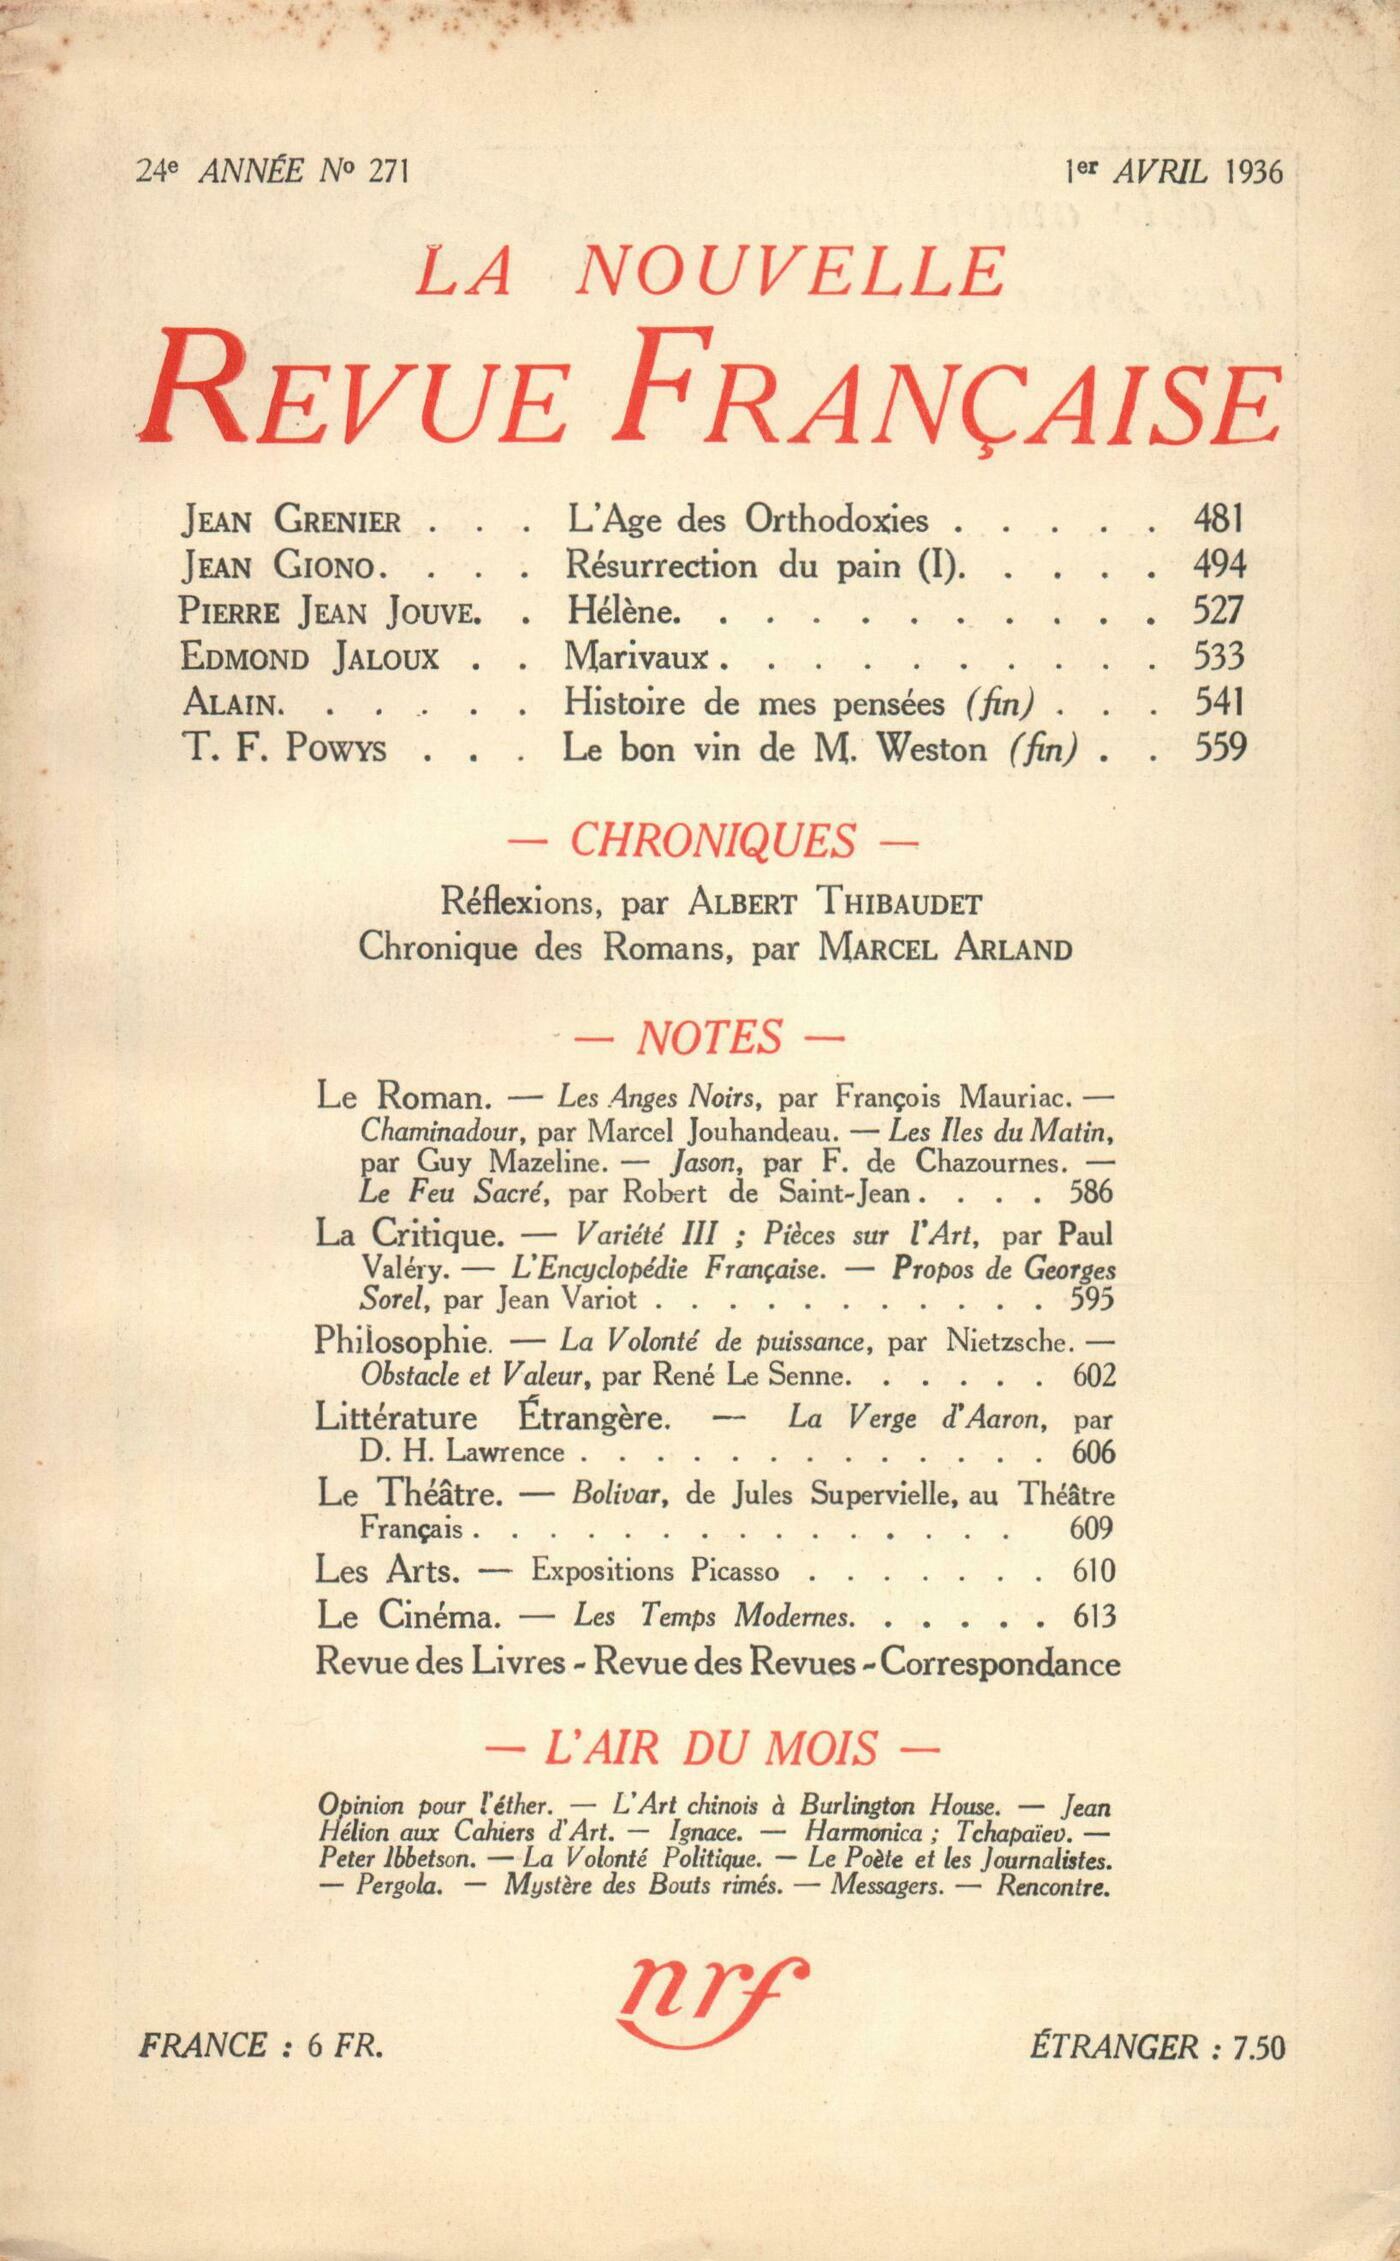 24e ANNÉE No 271
1er AVRIL 1936
LA NOUVELLE
REVUE FRANÇAISE
JEAN GRENIER . . . L'Age des Orthodoxies . . . . . 481
JEAN GIONO. . . . Résurrection du pain (I). . . . . 494
PIERRE JEAN JOUVE. . Hélène. . . . . . . . . . . 527
EDMOND JALOUX . . Marivaux . . . . . . . . . . 533
ALAIN. . . . . . Histoire de mes pensées (fin) . . . 541
T. F. POWYS . . . Le bon vin de M. Weston (fin) . . 559
— CHRONIQUES —
Réflexions, par ALBERT THIBAUDET
Chronique des Romans, par MARCEL ARLAND
— NOTES —
Le Roman. — Les Anges Noirs, par François Mauriac. —
Chaminadour, par Marcel Jouhandeau. — Les Iles du Matin,
par Guy Mazeline. — Jason, par F. de Chazournes. —
Le Feu Sacré, par Robert de Saint-Jean . . . . 586
La Critique. — Variété III ; Pièces sur l'Art, par Paul
Valéry. — L'Encyclopédie Française. — Propos de Georges
Sorel, par Jean Variot . . . . . . . . . . . 595
Philosophie. — La Volonté de puissance, par Nietzsche. —
Obstacle et Valeur, par René Le Senne. . . . . . 602
Littérature Étrangère. — La Verge d'Aaron, par
D. H. Lawrence . . . . . . . . . . . . . 606
Le Théâtre. — Bolivar, de Jules Supervielle, au Théâtre
Français . . . . . . . . . . . . . . . 609
Les Arts. — Expositions Picasso . . . . . . . 610
Le Cinéma. — Les Temps Modernes. . . . . . 613
Revue des Livres - Revue des Revues - Correspondance
— L'AIR DU MOIS —
Opinion pour l'éther. — L'Art chinois à Burlington House. — Jean
Hélion aux Cahiers d'Art. — Ignace. — Harmonica ; Tchapaïev. —
Peter Ibbetson. — La Volonté Politique. — Le Poète et les Journalistes.
— Pergola. — Mystère des Bouts rimés. — Messagers. — Rencontre.
nrf
FRANCE : 6 FR.
ÉTRANGER : 7.50